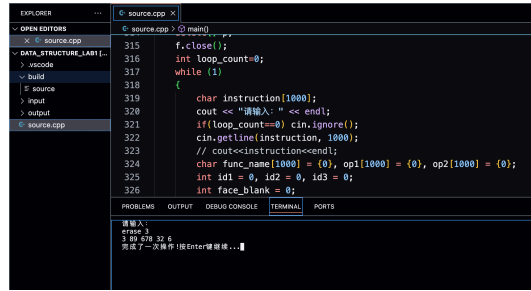 EXPLORER
···
source.cpp ×
OPEN EDITORS
× source.cpp
DATA_STRUCTURE_LAB1 [...
.vscode
build
source
input
output
source.cpp
source.cpp > main()
315 f.close();
316 int loop_count=0;
317 while (1)
318 {
319 char instruction[1000];
320 cout << "请输入：" << endl;
321 if(loop_count==0) cin.ignore();
322 cin.getline(instruction, 1000);
323 // cout<<instruction<<endl;
324 char func_name[1000] = {0}, op1[1000] = {0}, op2[1000] = {0};
325 int id1 = 0, id2 = 0, id3 = 0;
326 int face_blank = 0;
PROBLEMS OUTPUT DEBUG CONSOLE TERMINAL PORTS
请输入：
erase 3
3 89 678 32 6
完成了一次操作！按Enter键继续...